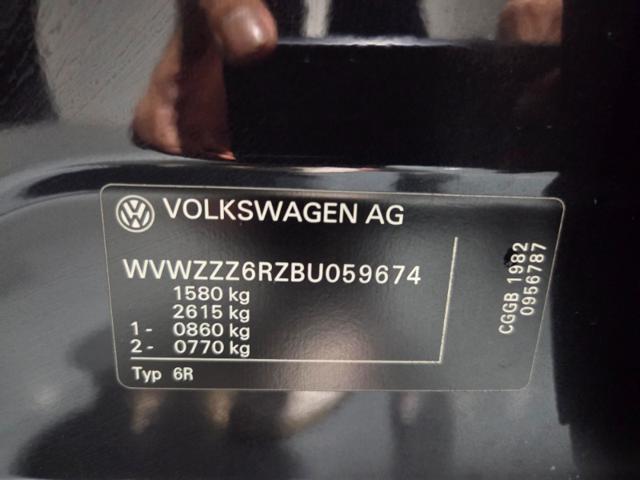 VOLKSWAGEN AG
WVWZZZ6RZBU059674
1580 kg
2615 kg
1 - 0860 kg
2 - 0770 kg
Typ 6R
CGGB 1982
0956787